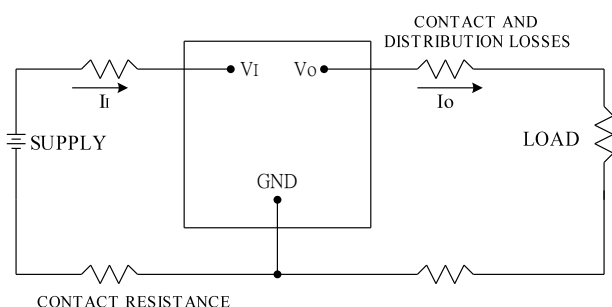 CONTACT AND
DISTRIBUTION LOSSES
VI
VO
II
IO
SUPPLY
LOAD
GND
CONTACT RESISTANCE